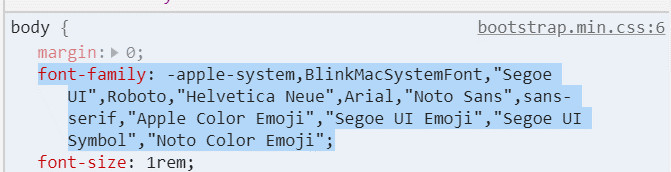 body { bootstrap.min.css:6
margin:▶ 0;
font-family: -apple-system,BlinkMacSystemFont,"Segoe
UI",Roboto,"Helvetica Neue",Arial,"Noto Sans",sans-
serif,"Apple Color Emoji","Segoe UI Emoji","Segoe UI
Symbol","Noto Color Emoji";
font-size: 1rem;